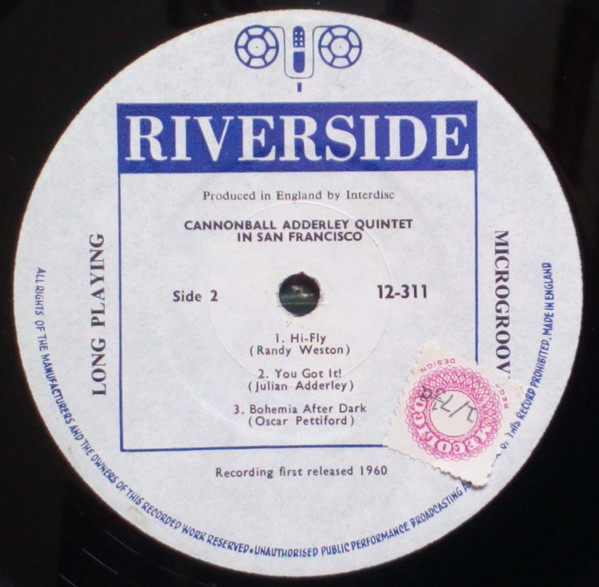 RIVERSIDE
Produced in England by Interdisc
CANNONBALL ADDERLEY QUINTET
IN SAN FRANCISCO
Side 2
12-311
1. Hi-Fly
(Randy Weston)
2. You Got It!
(Julian Adderley)
3. Bohemia After Dark
(Oscar Pettiford)
Recording first released 1960
LONG PLAYING
MICROGROOV
ALL RIGHTS OF THE MANUFACTURERS AND THE OWNERS OF THIS RECORDED WORK RESERVED • UNAUTHORISED PUBLIC PERFORMANCE BROADCASTING THIS RECORD PROHIBITED. MADE IN ENGLAND
REGD. DESIGN